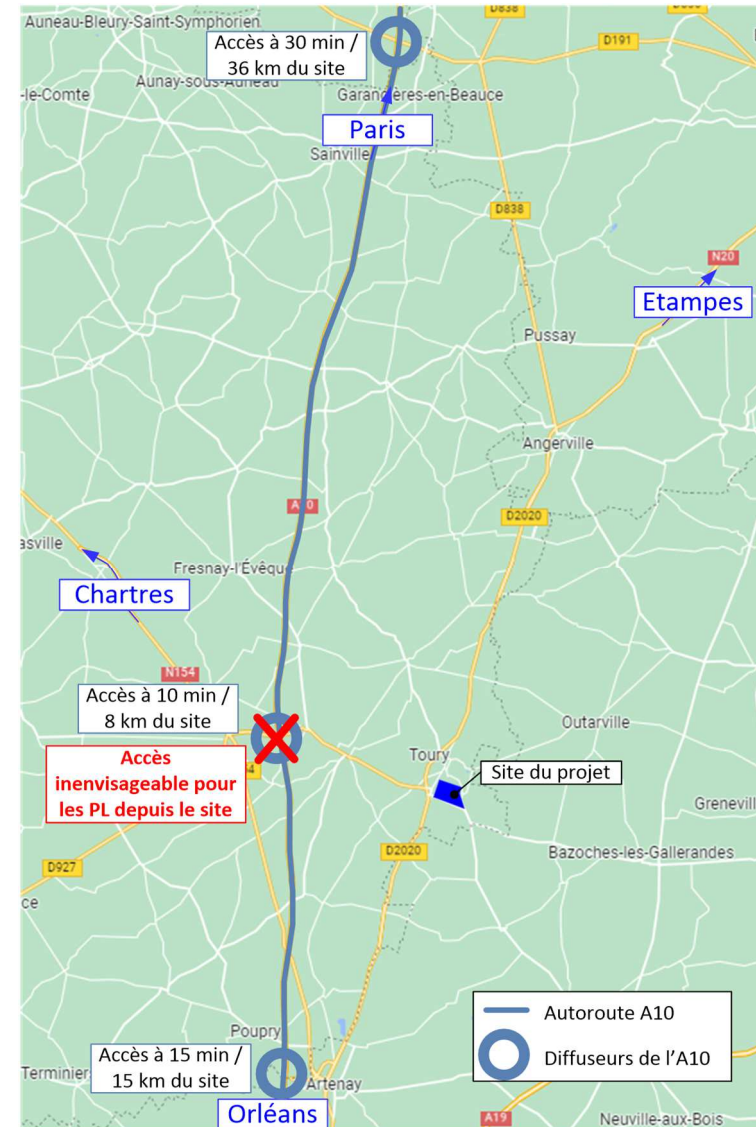 Auneau-Bleury-Saint-Symphorien
D838
Accès à 30 min /
36 km du site
D191
Aunay-sous-Auneau
-le-Comte
Garancières-en-Beauce
Paris
Sainville
D838
N20
Etampes
Pussay
Angerville
A10
D2020
asville
Fresnay-l'Évêque
Chartres
N154
Accès à 10 min /
8 km du site
Outarville
Accès
inenvisageable pour
les PL depuis le site
Toury
Site du projet
Grenevill
D2020
Bazoches-les-Gallerandes
D927
ce
Autoroute A10
Poupry
Accès à 15 min /
15 km du site
Diffuseurs de l'A10
Terminier
Artenay
Orléans
A19
Neuville-aux-Bois